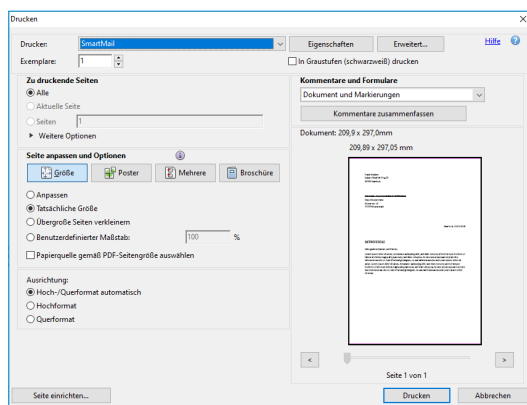 Drucken
Drucker: SmartMail Eigenschaften Erweitert... Hilfe
Exemplare: 1 In Graustufen (schwarzweiß) drucken
Zu druckende Seiten
Alle
Aktuelle Seite
Seiten 1
Weitere Optionen
Seite anpassen und Optionen
Größe Poster Mehrere Broschüre
Anpassen
Tatsächliche Größe
Übergroße Seiten verkleinern
Benutzerdefinierter Maßstab: 100 %
Papierquelle gemäß PDF-Seitengröße auswählen
Ausrichtung:
Hoch-/Querformat automatisch
Hochformat
Querformat
Kommentare und Formulare
Dokument und Markierungen
Kommentare zusammenfassen
Dokument: 209,9 x 297,0mm
209,89 x 297,05 mm
< >
Seite 1 von 1
Seite einrichten... Drucken Abbrechen